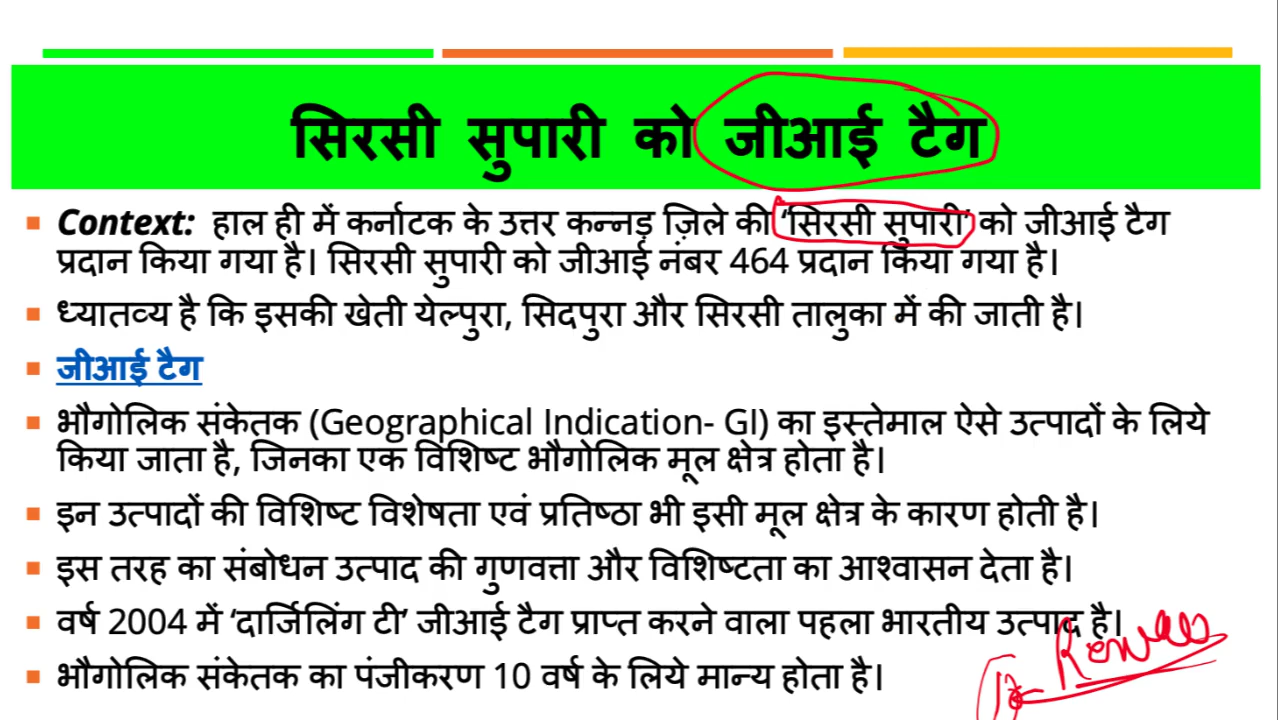 सिरसी सुपारी को जीआई टैग
Context: हाल ही में कर्नाटक के उत्तर कन्नड़ ज़िले की ‘सिरसी सुपारी’ को जीआई टैग
प्रदान किया गया है। सिरसी सुपारी को जीआई नंबर 464 प्रदान किया गया है।
ध्यातव्य है कि इसकी खेती येल्पुरा, सिदपुरा और सिरसी तालुका में की जाती है।
जीआई टैग
भौगोलिक संकेतक (Geographical Indication- GI) का इस्तेमाल ऐसे उत्पादों के लिये
किया जाता है, जिनका एक विशिष्ट भौगोलिक मूल क्षेत्र होता है।
इन उत्पादों की विशिष्ट विशेषता एवं प्रतिष्ठा भी इसी मूल क्षेत्र के कारण होती है।
इस तरह का संबोधन उत्पाद की गुणवत्ता और विशिष्टता का आश्वासन देता है।
वर्ष 2004 में ‘दार्जिलिंग टी’ जीआई टैग प्राप्त करने वाला पहला भारतीय उत्पाद है।
भौगोलिक संकेतक का पंजीकरण 10 वर्ष के लिये मान्य होता है।